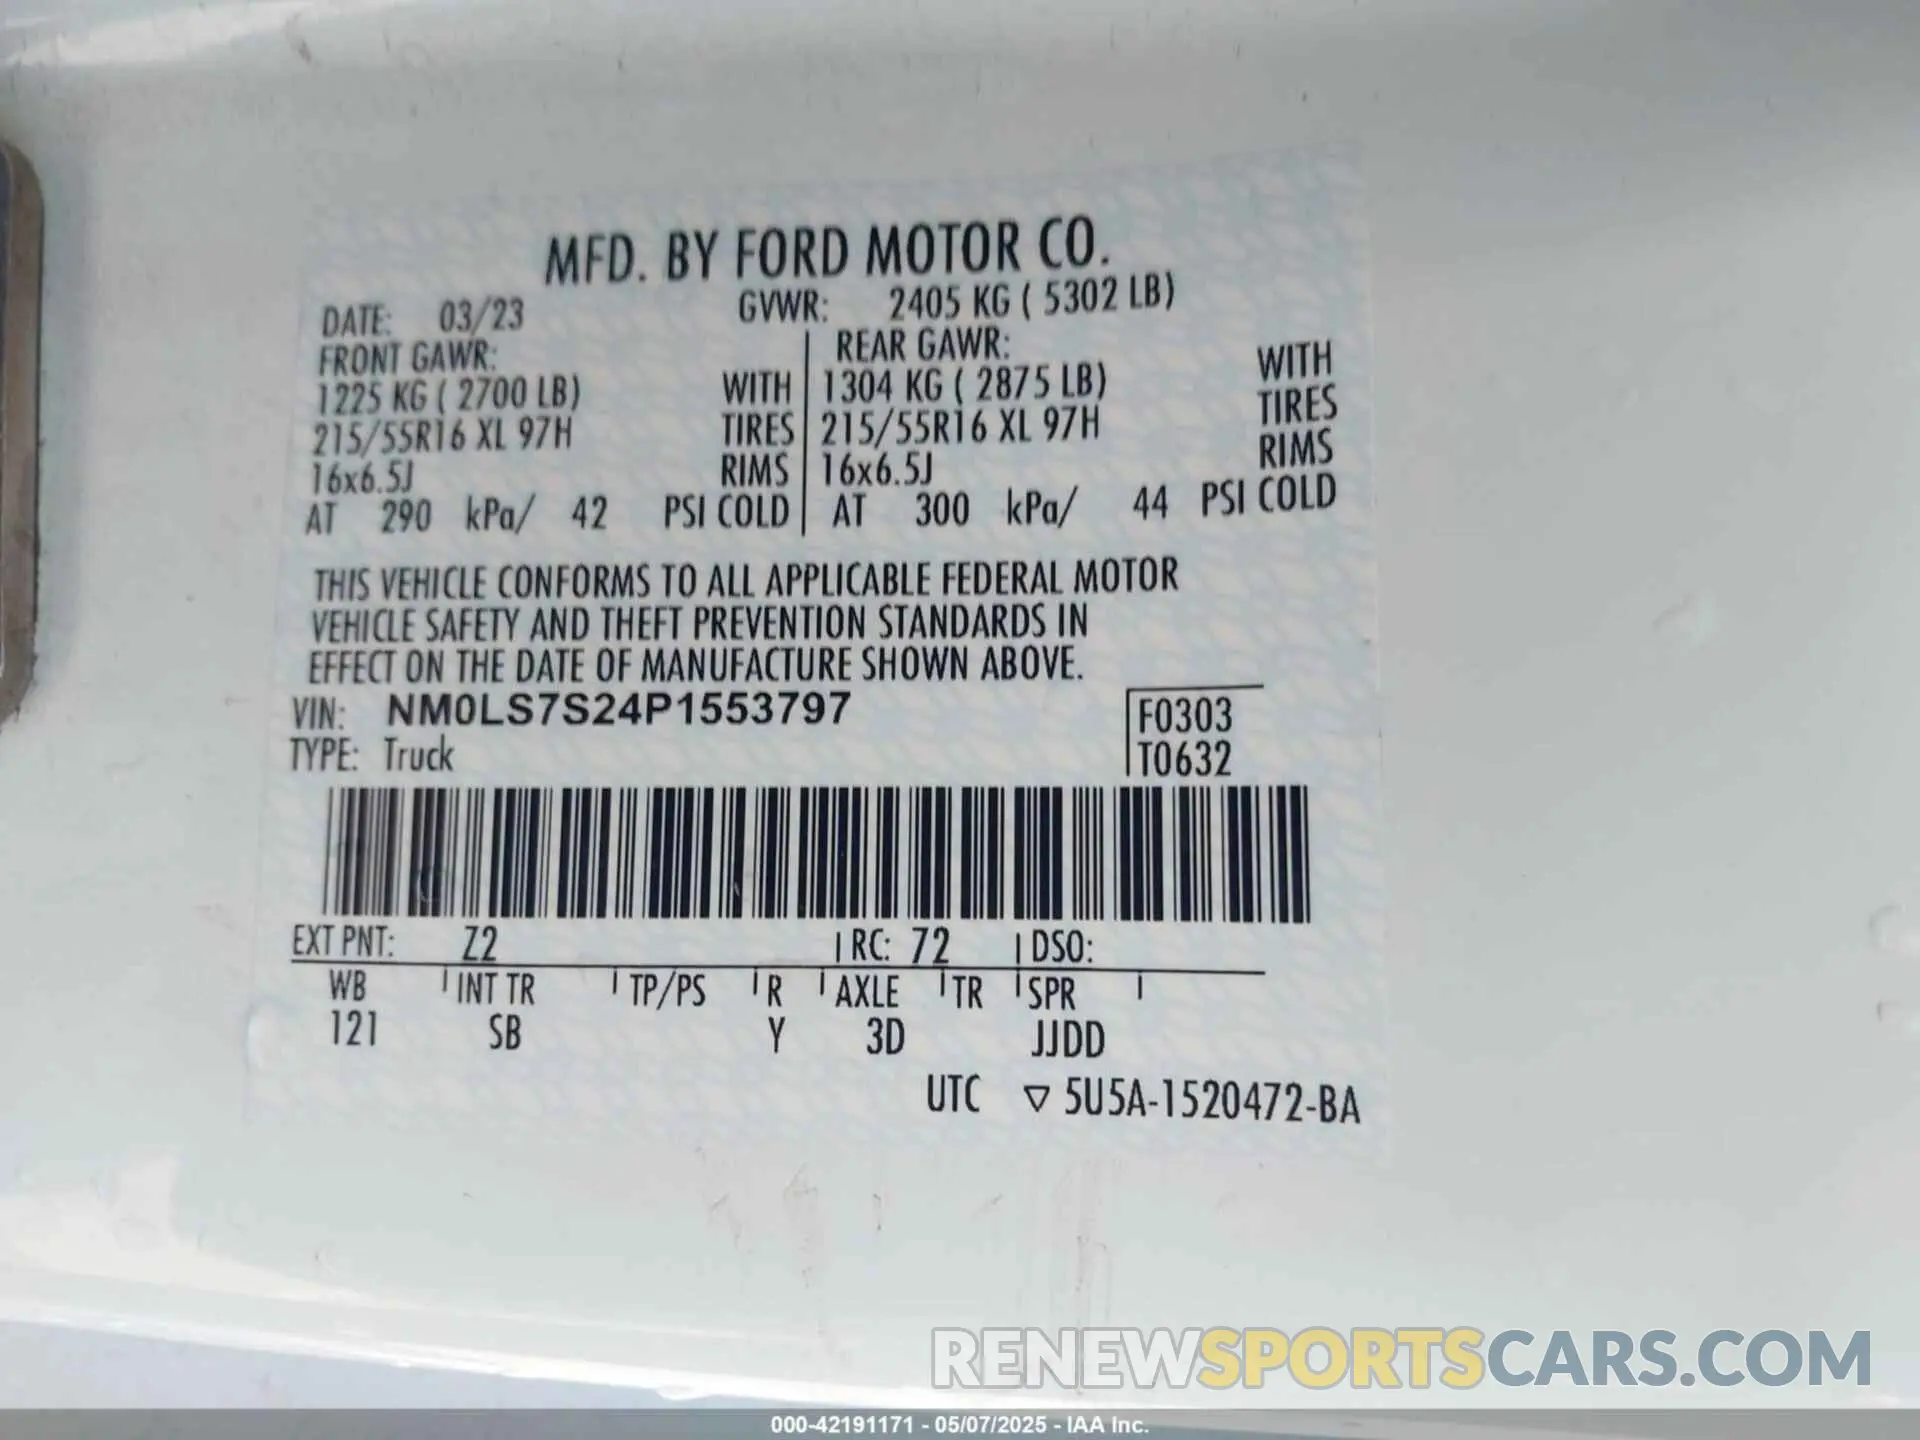 MFD. BY FORD MOTOR CO.
DATE: 03/23 GVWR: 2405 KG ( 5302 LB)
FRONT GAWR: REAR GAWR:
1225 KG ( 2700 LB) WITH 1304 KG ( 2875 LB) WITH
215/55R16 XL 97H TIRES 215/55R16 XL 97H TIRES
16x6.5J RIMS 16x6.5J RIMS
AT 290 kPa/ 42 PSI COLD AT 300 kPa/ 44 PSI COLD
THIS VEHICLE CONFORMS TO ALL APPLICABLE FEDERAL MOTOR
VEHICLE SAFETY AND THEFT PREVENTION STANDARDS IN
EFFECT ON THE DATE OF MANUFACTURE SHOWN ABOVE.
VIN: NM0LS7S24P1553797 F0303
TYPE: Truck T0632
EXT PNT: Z2 RC: 72 DSO:
WB INT TR TP/PS R AXLE TR SPR
121 SB Y 3D JJDD
UTC ▽ 5U5A-1520472-BA
RENEWSPORTSCARS.COM
000-42191171 - 05/07/2025 - IAA Inc.